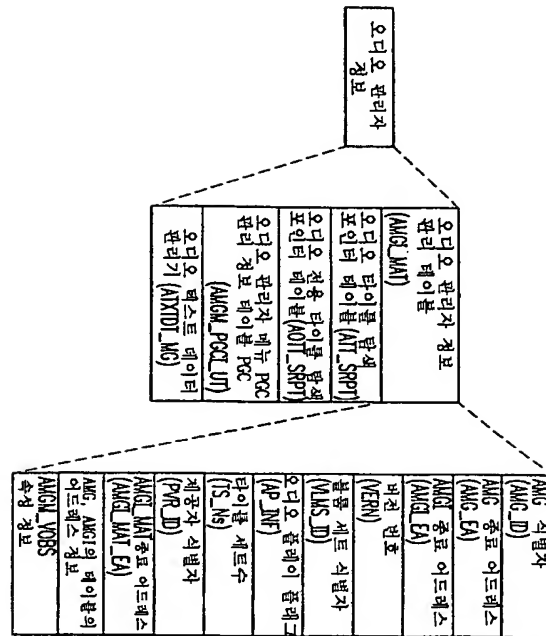 오디오 관리자
정보
오디오 관리자 정보
관리 테이블
(AMGI_MAT)
오디오 타이틀 탐색
포인터 테이블(ATT_SRPT)
오디오 전용 타이틀 탐색
포인터 테이블(AOTT_SRPT)
오디오 관리자 메뉴 PGC
관리 정보 테이블 PGC
(AMGM_PGCI_UT)
오디오 텍스트 데이터
관리기 (ATXTDT_MG)
AMG 식별자
(AMG_ID)
AMG 종료 어드레스
(AMG_EA)
AMGI 종료 어드레스
(AMGI_EA)
버전 번호
(VERN)
볼륨 세트 식별자
(VLMS_ID)
오디오 플레이 플래그
(AP_INF)
타이틀 세트수
(TS_Ns)
제공자 식별자
(PVR_ID)
AMGI_MAT종료 어드레스
(AMGI_MAT_EA)
AMG, AMGI의 테이블의
어드레스 정보
AMGM_VOBS
속성 정보